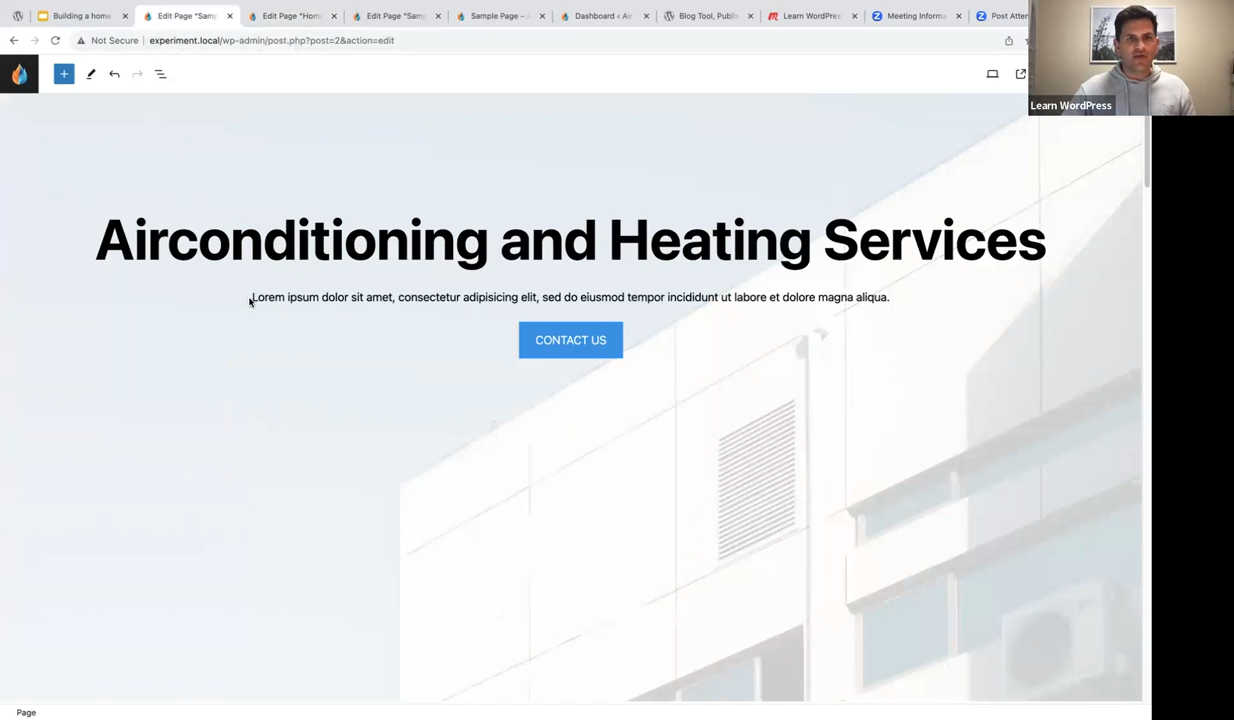 Building a home
Edit Page "Samp
Edit Page "Hom
Edit Page "Samp
Sample Page –
Dashboard ‹ Air
Blog Tool, Publis
Learn WordPress
Meeting Informa
Post Atten
Not Secure
experiment.local/wp-admin/post.php?post=2&action=edit
Learn WordPress
Airconditioning and Heating Services
Lorem ipsum dolor sit amet, consectetur adipisicing elit, sed do eiusmod tempor incididunt ut labore et dolore magna aliqua.
CONTACT US
Page